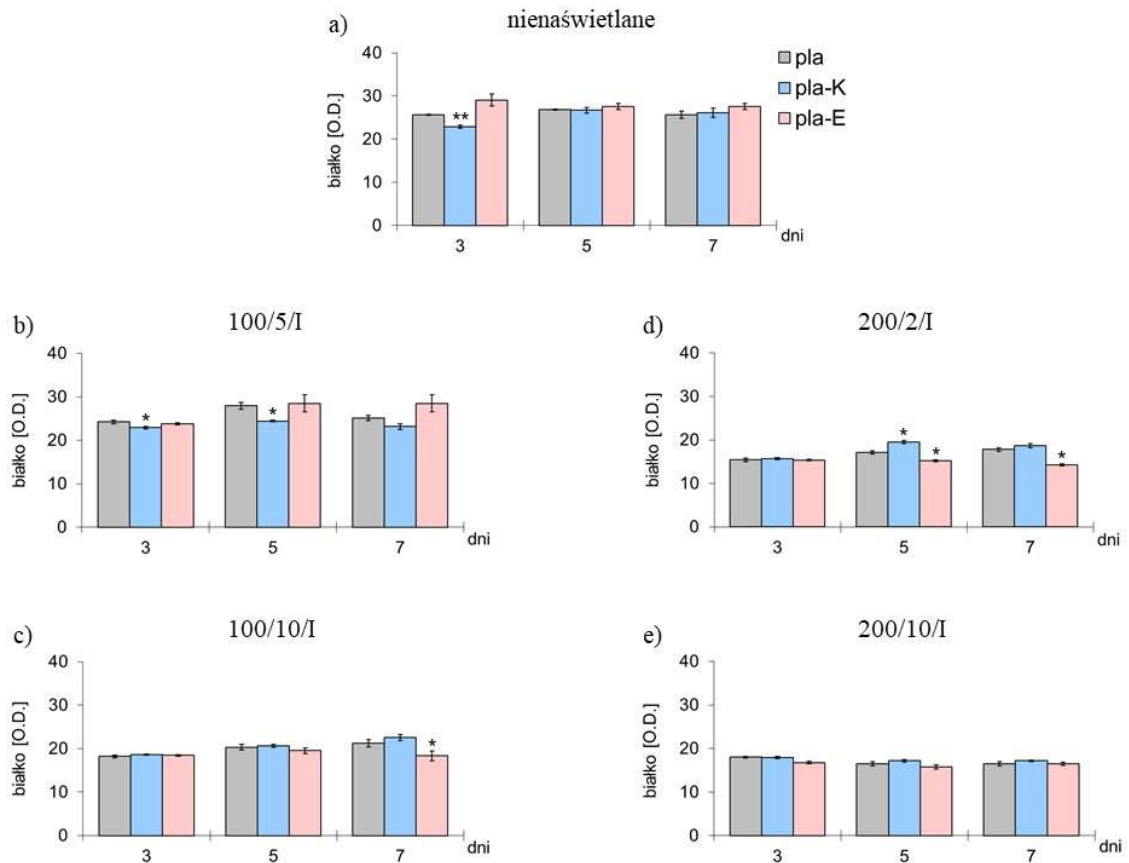 a) nienaświetlane
białko [O.D.]
40
30
20
10
0
** 
3 5 7 dni
pla
pla-K
pla-E
b) 100/5/I
białko [O.D.]
40
30
20
10
0
* *
3 5 7 dni
d) 200/2/I
białko [O.D.]
40
30
20
10
0
* * *
3 5 7 dni
c) 100/10/I
białko [O.D.]
40
30
20
10
0
*
3 5 7 dni
e) 200/10/I
białko [O.D.]
40
30
20
10
0
3 5 7 dni